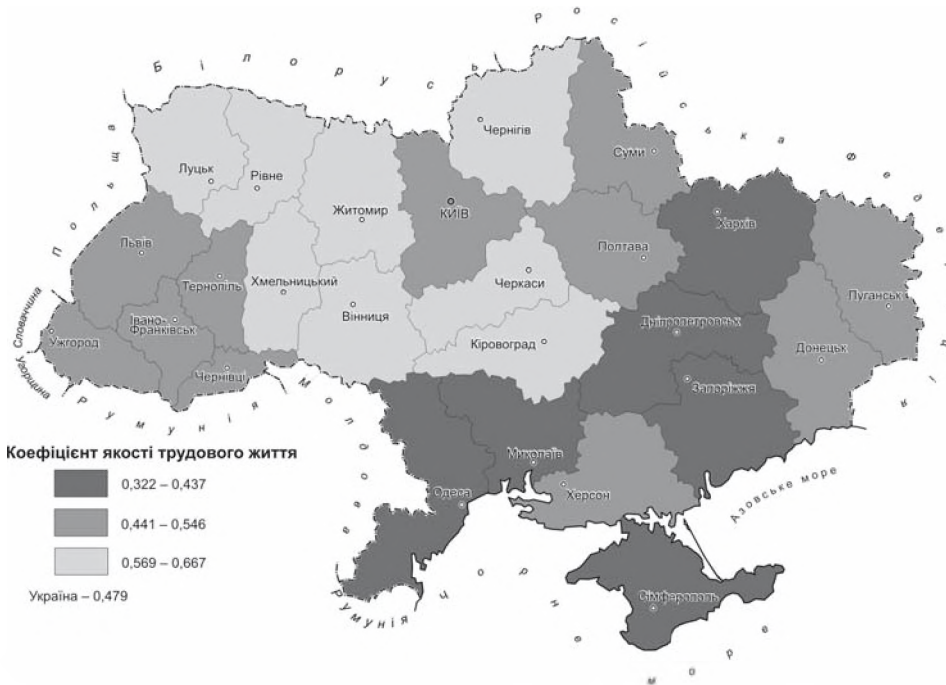 Білорусь
Російська Федерація
Польща
Словаччина
Угорщина
Румунія
Молдова
Румунія
Чернігів
Суми
Луцьк
Рівне
КИЇВ
Житомир
Харків
Львів
Полтава
Тернопіль
Хмельницький
Черкаси
Луганськ
Вінниця
Івано-
Франківськ
Ужгород
Дніпропетровськ
Кіровоград
Донецьк
Чернівці
Запоріжжя
Миколаїв
Херсон
Одеса
Азовське море
Сімферополь
Чорне море
Коефіцієнт якості трудового життя
0,322 – 0,437
0,441 – 0,546
0,569 – 0,667
Україна – 0,479